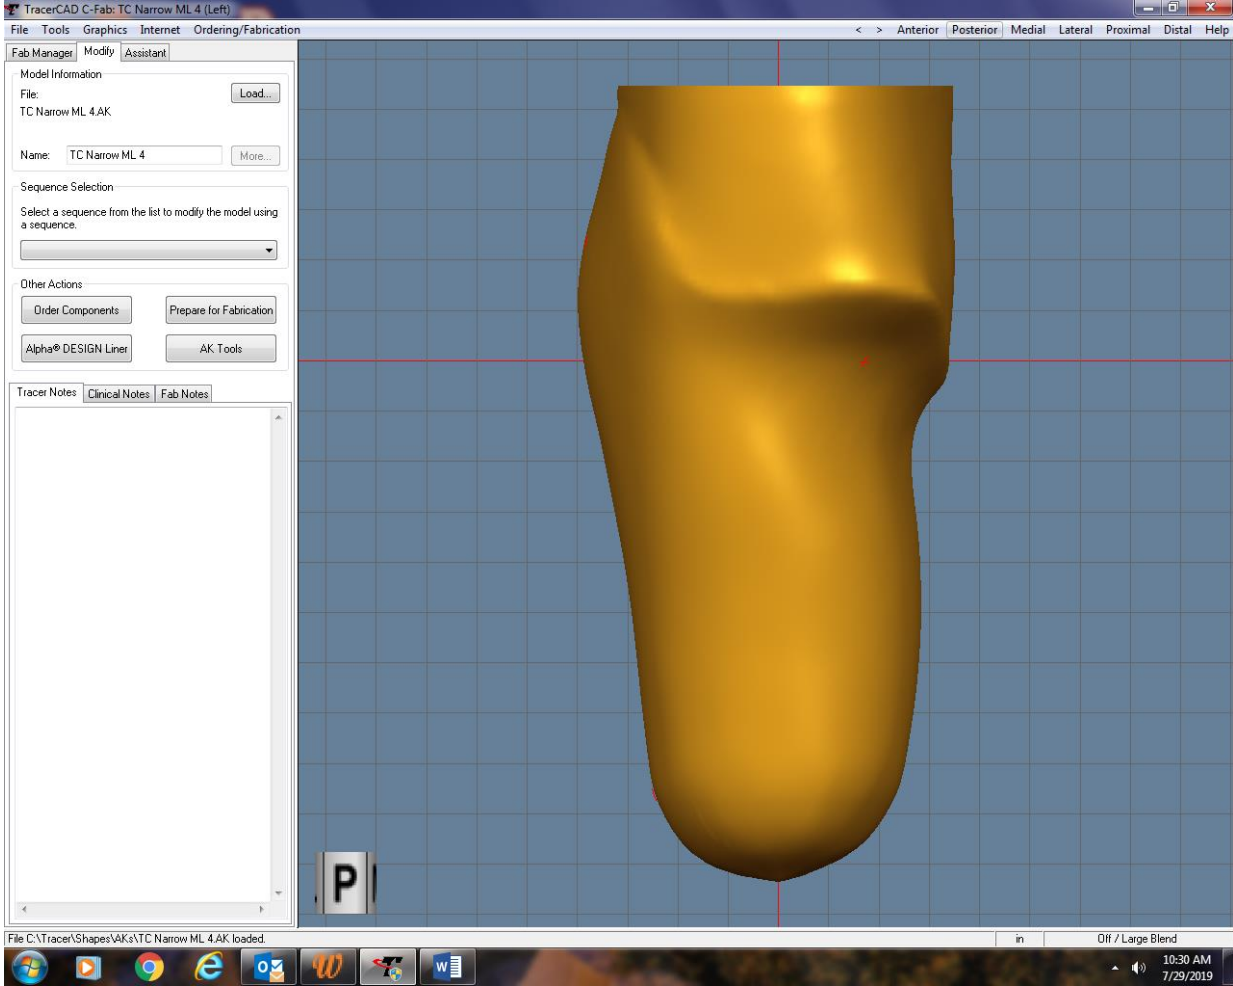 TracerCAD C-Fab: TC Narrow ML 4 (Left)
File Tools Graphics Internet Ordering/Fabrication < > Anterior Posterior Medial Lateral Proximal Distal Help
Fab Manager Modify Assistant
Model Information
File: Load...
TC Narrow ML 4.AK
Name: TC Narrow ML 4 More...
Sequence Selection
Select a sequence from the list to modify the model using
a sequence.
Other Actions
Order Components Prepare for Fabrication
Alpha® DESIGN Liner AK Tools
Tracer Notes Clinical Notes Fab Notes
P
File C:\Tracer\Shapes\AKs\TC Narrow ML 4.AK loaded. in Off / Large Blend
10:30 AM
7/29/2019